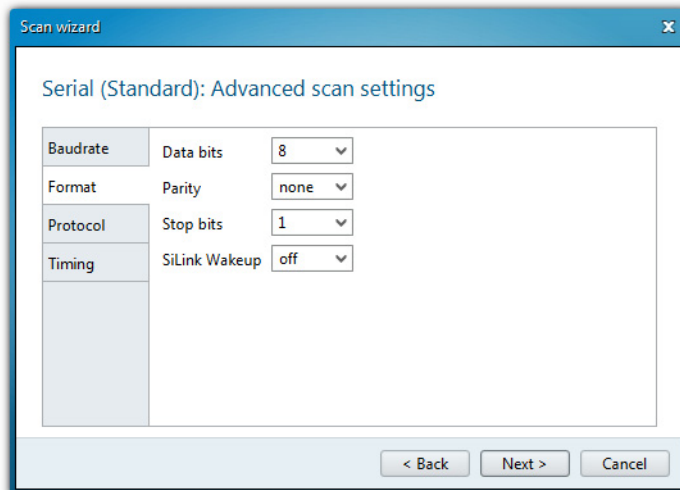 Scan wizard
Serial (Standard): Advanced scan settings
Baudrate
Format
Protocol
Timing
Data bits 8
Parity none
Stop bits 1
SiLink Wakeup off
< Back Next > Cancel